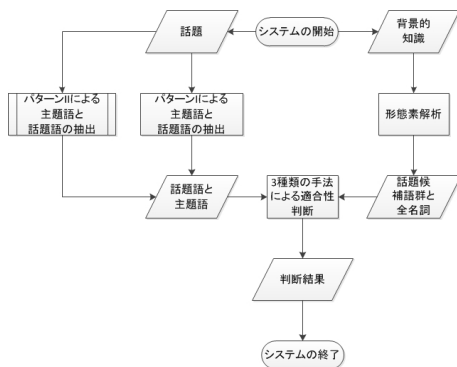 話題
システムの開始
背景的
知識
パターンIIによる
主題語と
話題語の抽出
パターンIによる
主題語と
話題語の抽出
形態素解析
話題語と
主題語
3種類の手法
による適合性
判断
話題候
補語群と
全名詞
判断結果
システムの終了